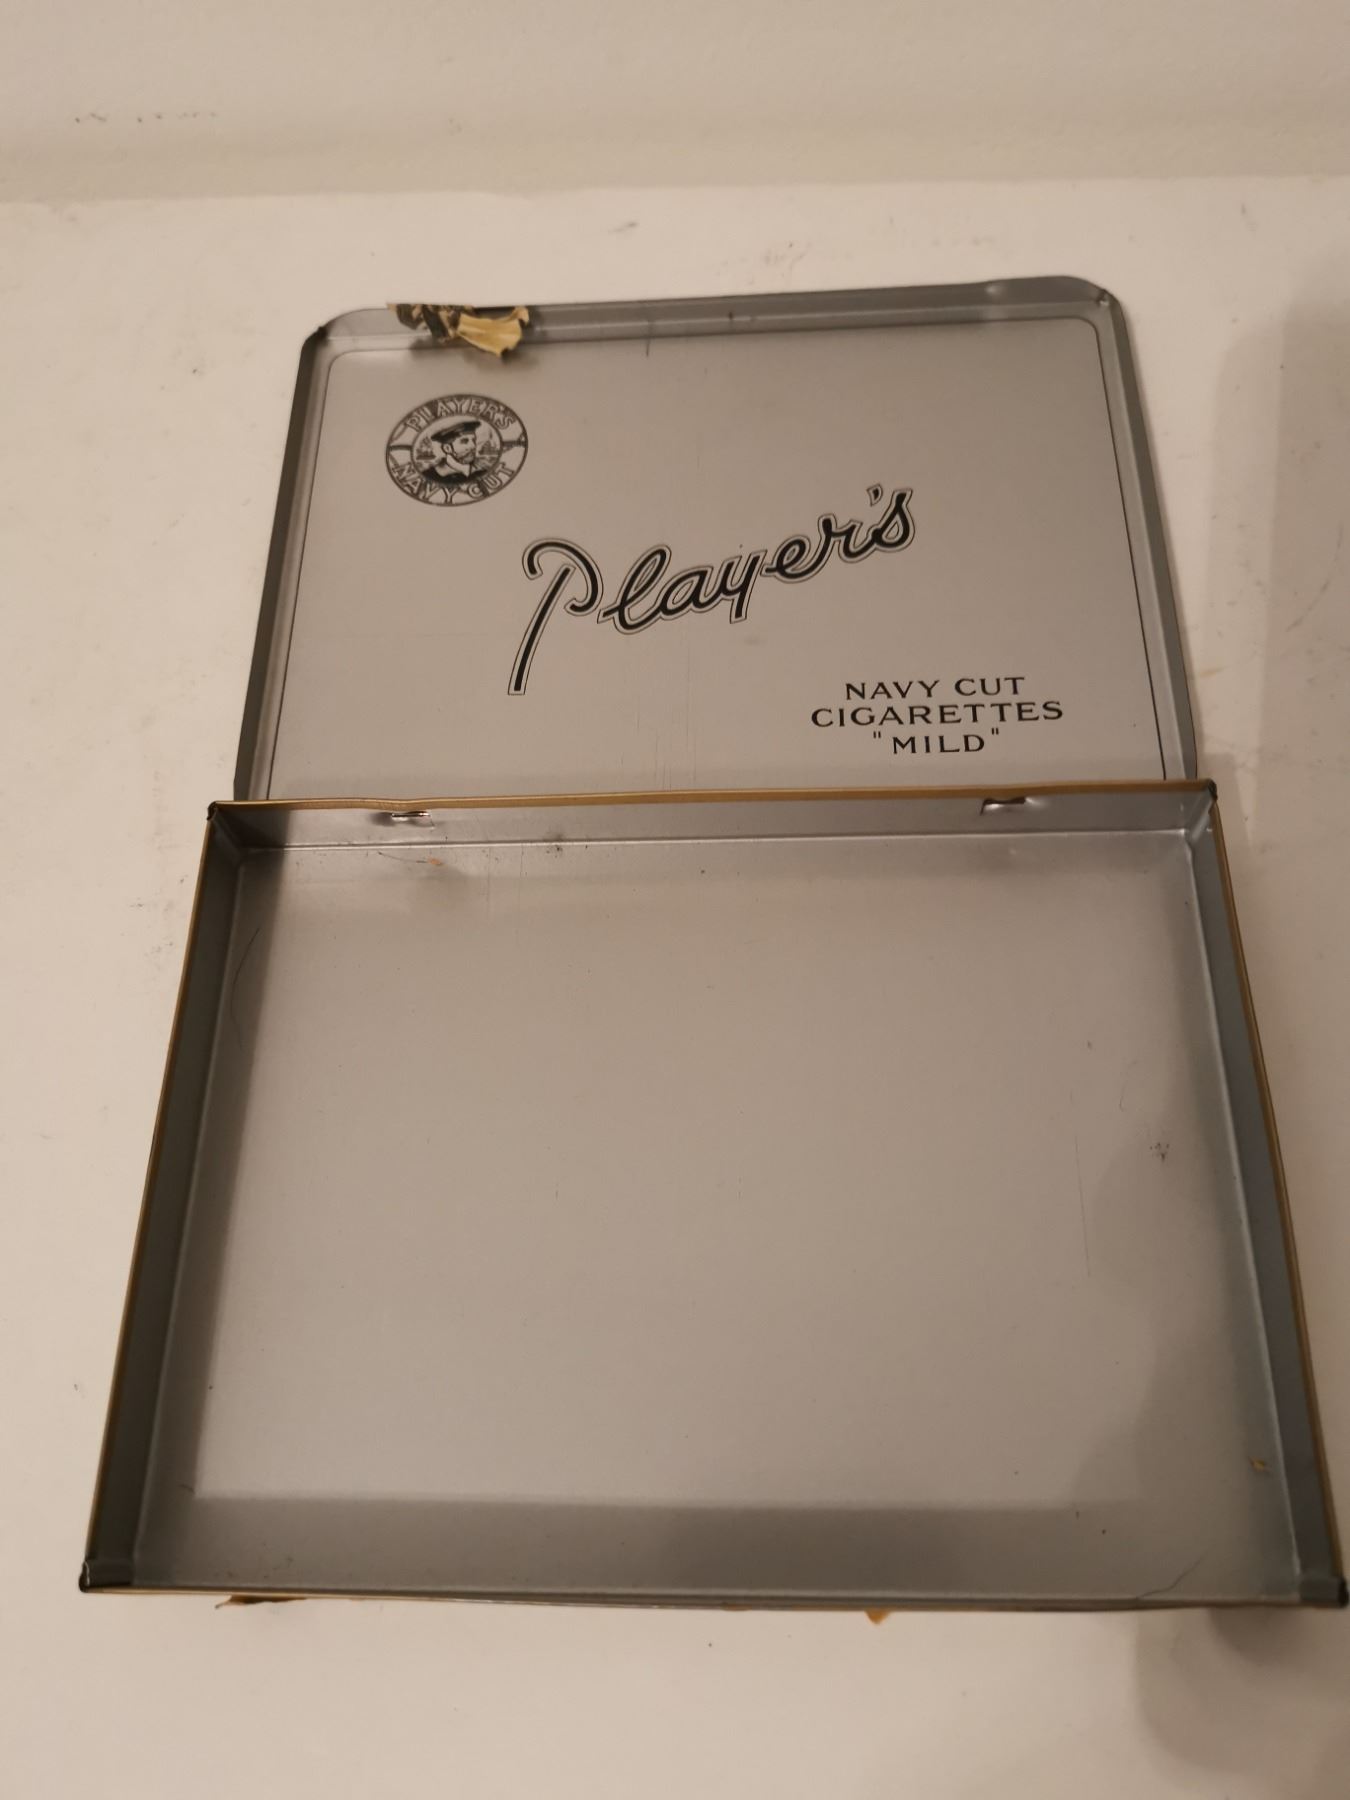 PLAYER'S
NAVY CUT
Player's
NAVY CUT
CIGARETTES
"MILD"